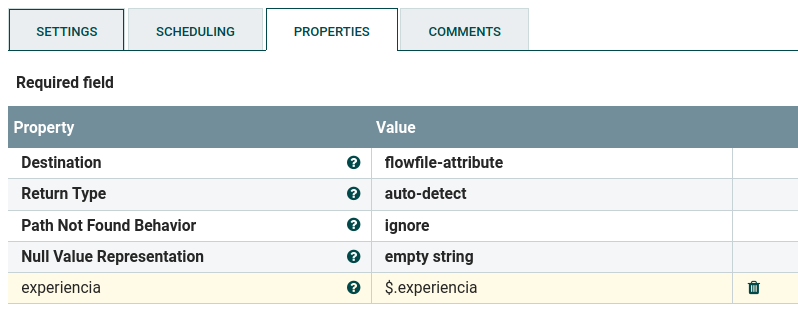 SETTINGS SCHEDULING PROPERTIES COMMENTS
Required field
Property Value
Destination ? flowfile-attribute
Return Type ? auto-detect
Path Not Found Behavior ? ignore
Null Value Representation ? empty string
experiencia ? $.experiencia